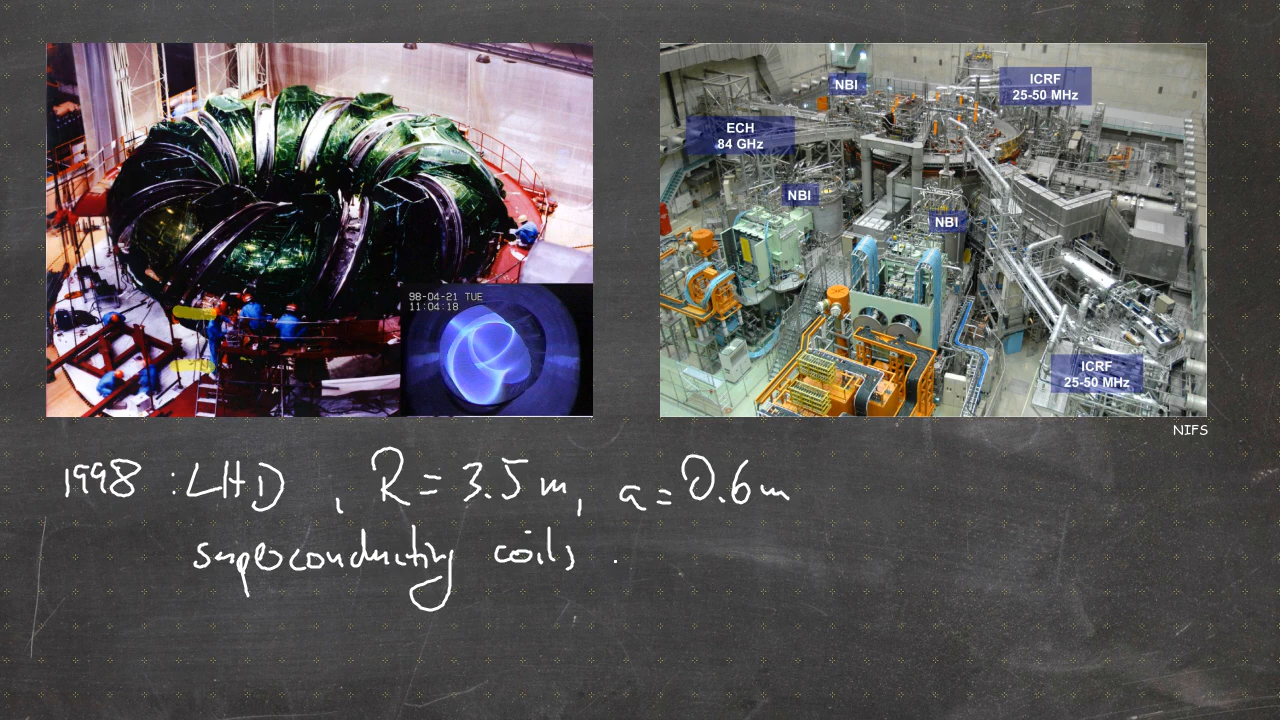 NBI
ICRF
25-50 MHz
ECH
84 GHz
NBI
NBI
98-04-21 TUE
11:04:18
ICRF
25-50 MHz
NIFS
1998 : LHD , R = 3.5 m, a = 0.6 m
superconducting coils .